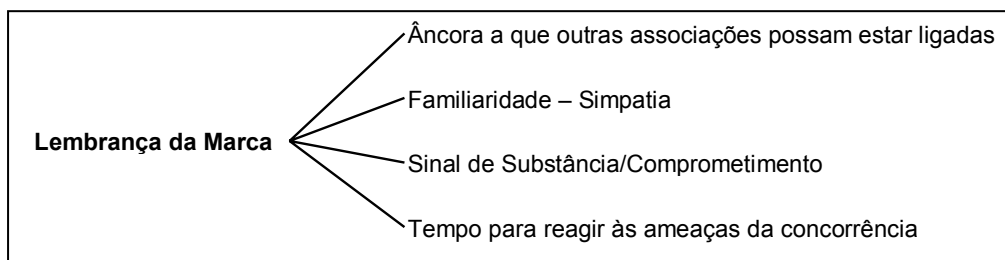 Âncora a que outras associações possam estar ligadas
Familiaridade – Simpatia
Lembrança da Marca
Sinal de Substância/Comprometimento
Tempo para reagir às ameaças da concorrência